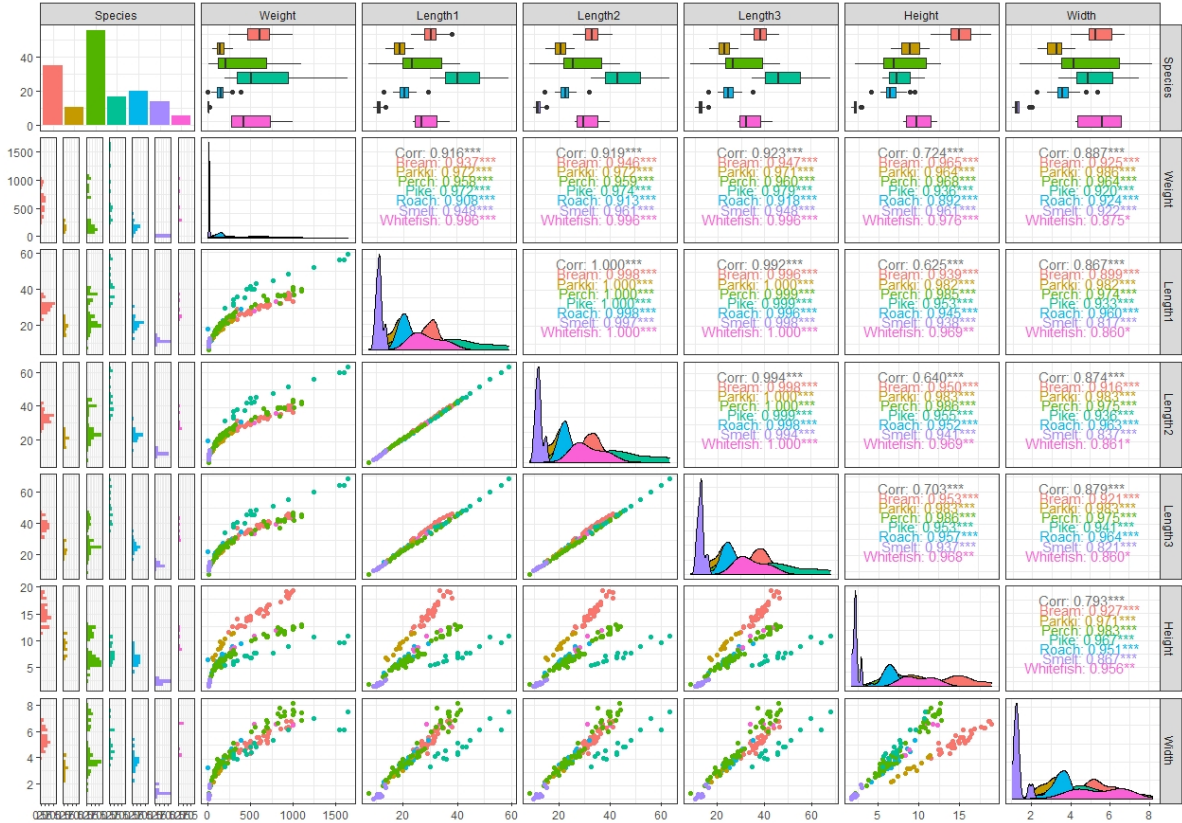 Species
Weight
Length1
Length2
Length3
Height
Width
40
20
0
Species
1500
1000
500
0
Corr: 0.916***
Bream: 0.937***
Parkki: 0.972***
Perch: 0.958***
Pike: 0.972***
Roach: 0.908***
Smelt: 0.948***
Whitefish: 0.996***
Corr: 0.919***
Bream: 0.946***
Parkki: 0.972***
Perch: 0.959***
Pike: 0.974***
Roach: 0.913***
Smelt: 0.961***
Whitefish: 0.996***
Corr: 0.923***
Bream: 0.947***
Parkki: 0.971***
Perch: 0.960***
Pike: 0.979***
Roach: 0.918***
Smelt: 0.948***
Whitefish: 0.996***
Corr: 0.724***
Bream: 0.965***
Parkki: 0.964***
Perch: 0.968***
Pike: 0.936***
Roach: 0.892***
Smelt: 0.961***
Whitefish: 0.976***
Corr: 0.887***
Bream: 0.925***
Parkki: 0.986***
Perch: 0.964***
Pike: 0.920***
Roach: 0.924***
Smelt: 0.922***
Whitefish: 0.875*
Weight
60
40
20
Corr: 1.000***
Bream: 0.998***
Parkki: 1.000***
Perch: 1.000***
Pike: 1.000***
Roach: 0.998***
Smelt: 0.997***
Whitefish: 1.000***
Corr: 0.992***
Bream: 0.996***
Parkki: 1.000***
Perch: 0.999***
Pike: 0.999***
Roach: 0.996***
Smelt: 0.998***
Whitefish: 1.000***
Corr: 0.625***
Bream: 0.939***
Parkki: 0.982***
Perch: 0.985***
Pike: 0.953***
Roach: 0.945***
Smelt: 0.938***
Whitefish: 0.969**
Corr: 0.867***
Bream: 0.899***
Parkki: 0.982***
Perch: 0.974***
Pike: 0.933***
Roach: 0.960***
Smelt: 0.817***
Whitefish: 0.860*
Length1
60
40
20
Corr: 0.994***
Bream: 0.998***
Parkki: 1.000***
Perch: 1.000***
Pike: 0.999***
Roach: 0.998***
Smelt: 0.994***
Whitefish: 1.000***
Corr: 0.640***
Bream: 0.950***
Parkki: 0.983***
Perch: 0.986***
Pike: 0.955***
Roach: 0.952***
Smelt: 0.941***
Whitefish: 0.969**
Corr: 0.874***
Bream: 0.916***
Parkki: 0.983***
Perch: 0.975***
Pike: 0.936***
Roach: 0.963***
Smelt: 0.837***
Whitefish: 0.861*
Length2
60
40
20
Corr: 0.703***
Bream: 0.953***
Parkki: 0.983***
Perch: 0.986***
Pike: 0.953***
Roach: 0.957***
Smelt: 0.937***
Whitefish: 0.968**
Corr: 0.879***
Bream: 0.921***
Parkki: 0.983***
Perch: 0.975***
Pike: 0.941***
Roach: 0.964***
Smelt: 0.821***
Whitefish: 0.860*
Length3
20
15
10
5
Corr: 0.793***
Bream: 0.927***
Parkki: 0.971***
Perch: 0.983***
Pike: 0.967***
Roach: 0.951***
Smelt: 0.867***
Whitefish: 0.956**
Height
8
6
4
2
Width
0 500 1000 1500
20 40 60
20 40 60
20 40 60
5 10 15
2 4 6 8